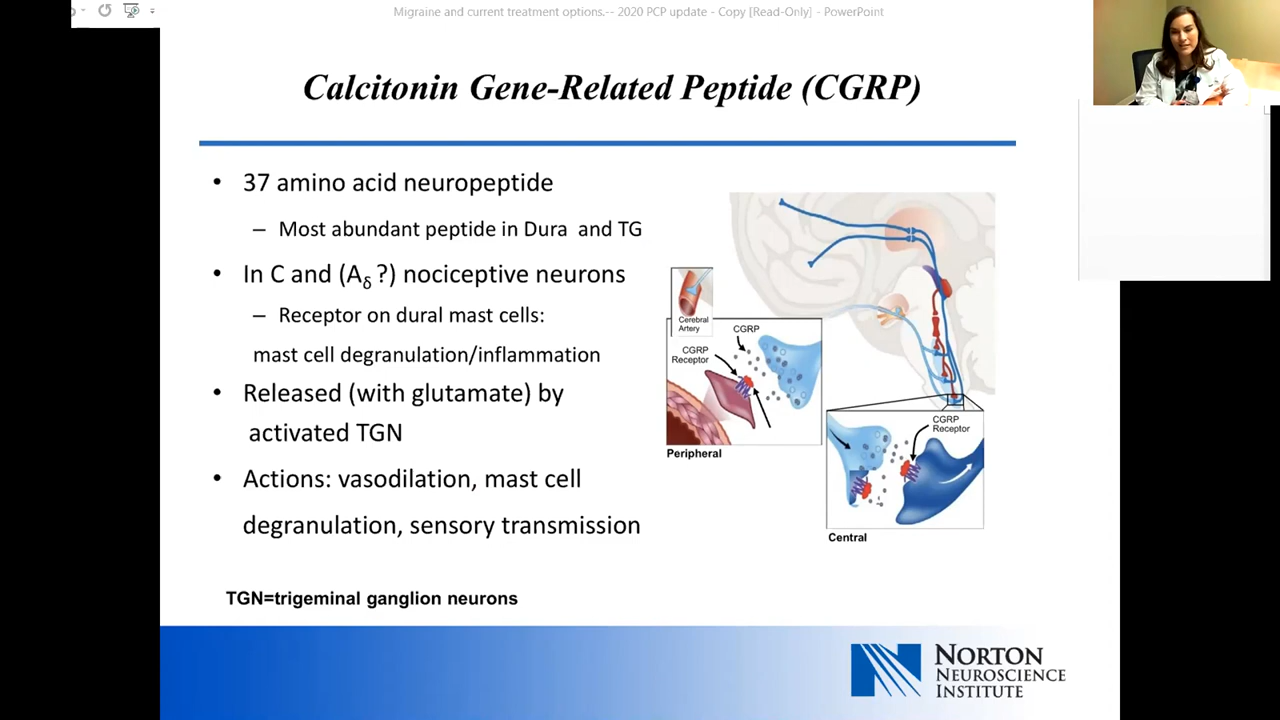 Migraine and current treatment options.-- 2020 PCP update - Copy [Read-Only] - PowerPoint
Calcitonin Gene-Related Peptide (CGRP)
• 37 amino acid neuropeptide
– Most abundant peptide in Dura and TG
• In C and (Aδ ?) nociceptive neurons
– Receptor on dural mast cells:
mast cell degranulation/inflammation
• Released (with glutamate) by
activated TGN
• Actions: vasodilation, mast cell
degranulation, sensory transmission
TGN=trigeminal ganglion neurons
Cerebral
Artery
CGRP
CGRP
Receptor
Peripheral
CGRP
Receptor
Central
NORTON
NEUROSCIENCE
INSTITUTE